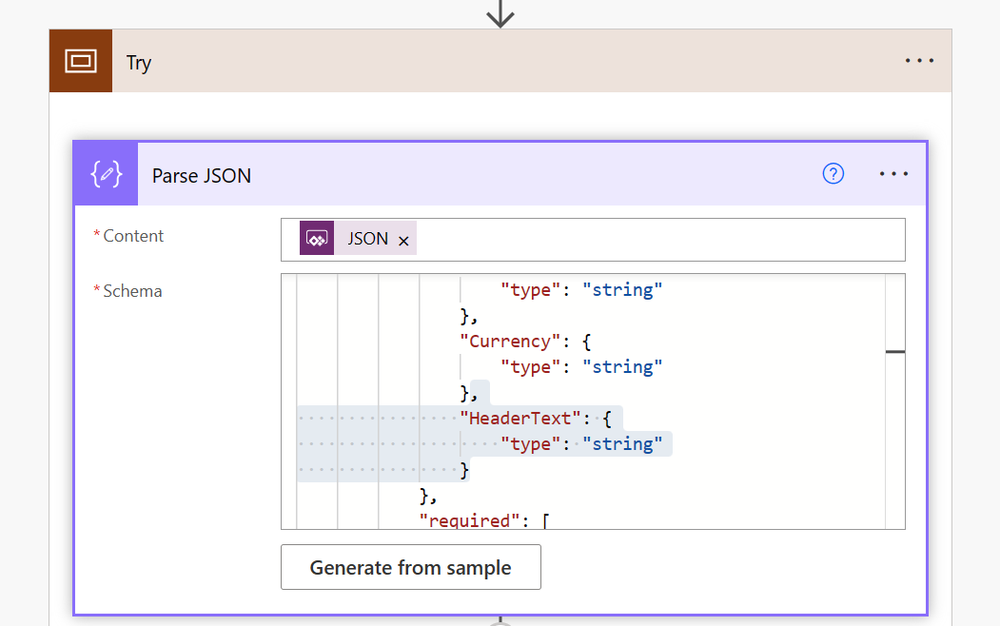 Try
Parse JSON
* Content
JSON ×
* Schema
"type": "string"
},
"Currency": {
"type": "string"
},
"HeaderText": {
"type": "string"
}
},
"required": [
Generate from sample